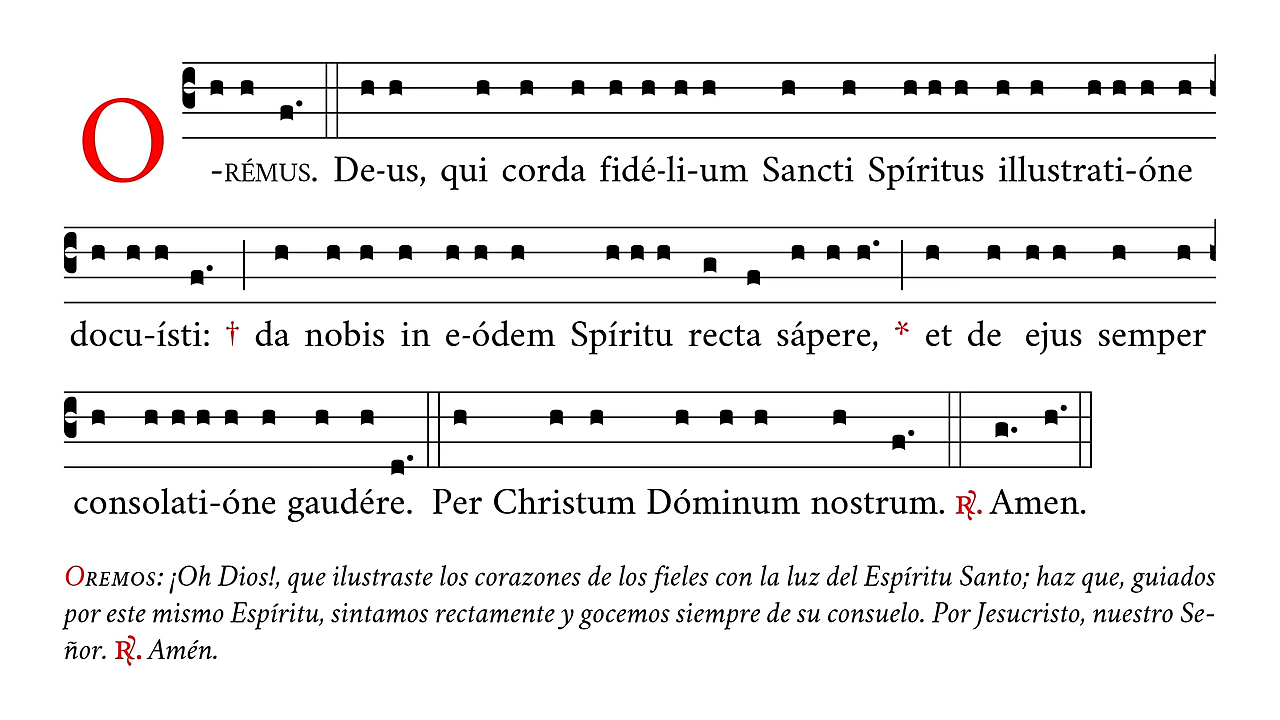 O-RÉMUS. De-us, qui corda fidé-li-um Sancti Spíritus illustrati-óne
docu-ísti: † da nobis in e-ódem Spíritu recta sápere, * et de ejus semper
consolati-óne gaudére. Per Christum Dóminum nostrum. ℟. Amen.
OREMOS: ¡Oh Dios!, que ilustraste los corazones de los fieles con la luz del Espíritu Santo; haz que, guiados
por este mismo Espíritu, sintamos rectamente y gocemos siempre de su consuelo. Por Jesucristo, nuestro Se-
ñor. ℟. Amén.